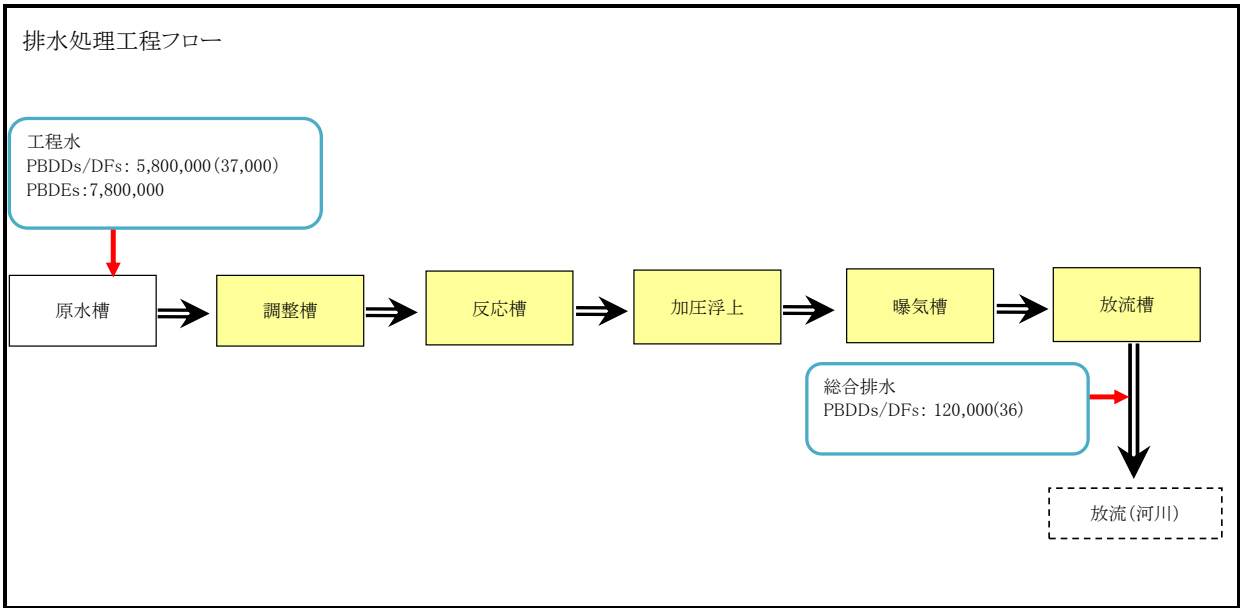 排水処理工程フロー
工程水
PBDDs/DFs: 5,800,000(37,000)
PBDEs:7,800,000
原水槽
調整槽
反応槽
加圧浮上
曝気槽
放流槽
総合排水
PBDDs/DFs: 120,000(36)
放流(河川)